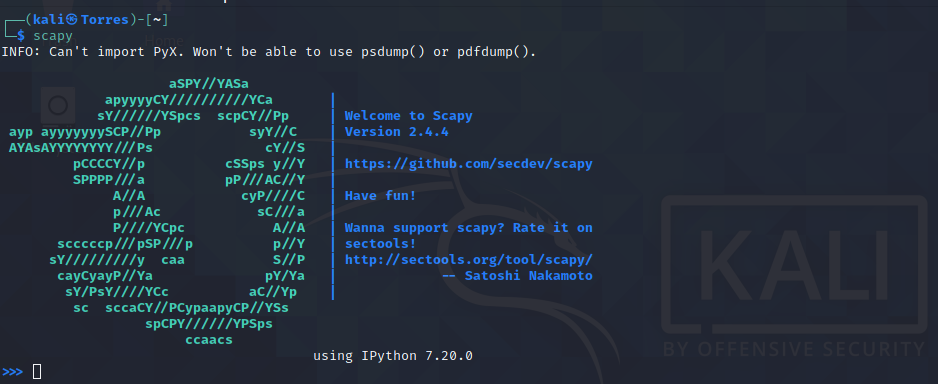 (kali㉿Torres)-[~]
$ scapy
INFO: Can't import PyX. Won't be able to use psdump() or pdfdump().
aSPY//YASa
apyyyyCY//////////YCa |
sY//////YSpcs scpCY//Pp | Welcome to Scapy
ayp ayyyyyyySCP//Pp syY//C | Version 2.4.4
AYAsAYYYYYYYY///Ps cY//S |
pCCCCY//p cSSps y//Y | https://github.com/secdev/scapy
SPPPP///a pP///AC//Y |
A//A cyP////C | Have fun!
p///Ac sC///a |
P////YCpc A//A | Wanna support scapy? Rate it on
scccccp///pSP///p p//Y | sectools!
sY/////////y caa S//P | http://sectools.org/tool/scapy/
cayCyayP//Ya pY/Ya | -- Satoshi Nakamoto
sY/PsY////YCc aC//Yp |
sc sccaCY//PCypaapyCP//YSs
spCPY//////YPSps
ccaacs
using IPython 7.20.0
>>>
KALI
BY OFFENSIVE SECURITY